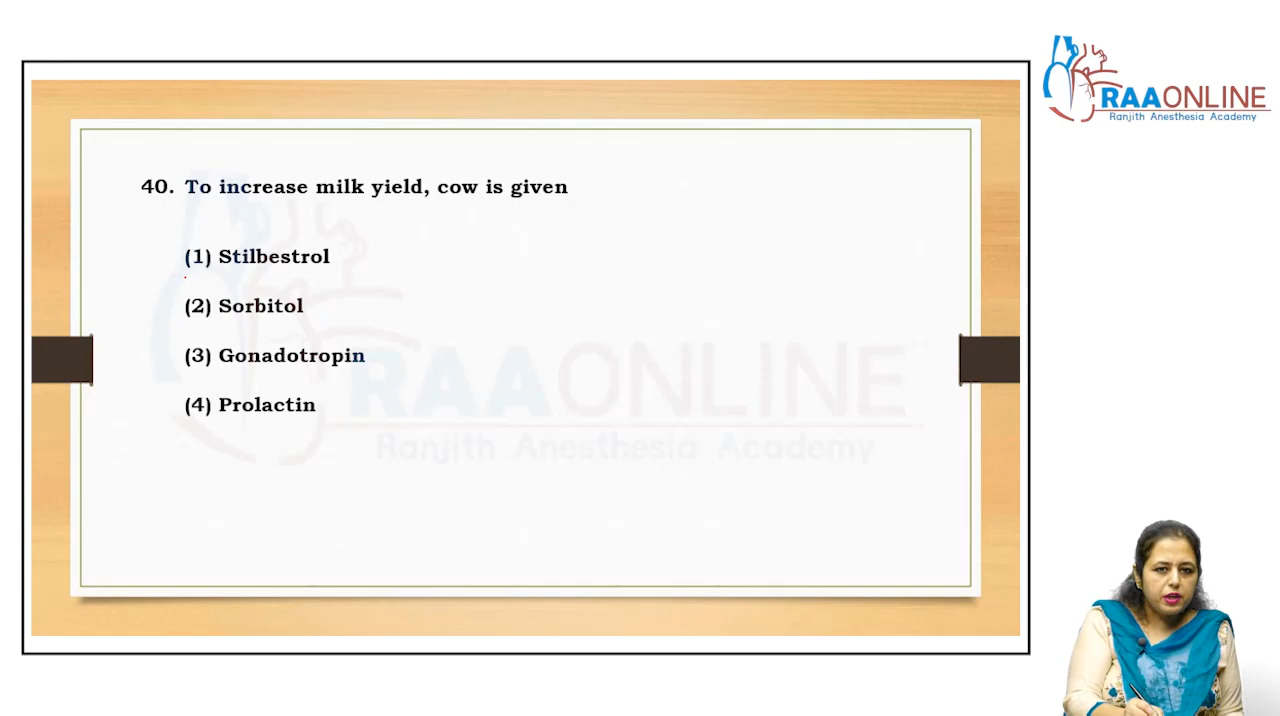 RAAONLINE
Ranjith Anesthesia Academy
40. To increase milk yield, cow is given
(1) Stilbestrol
(2) Sorbitol
(3) Gonadotropin
(4) Prolactin
RAAONLINE
Ranjith Anesthesia Academy